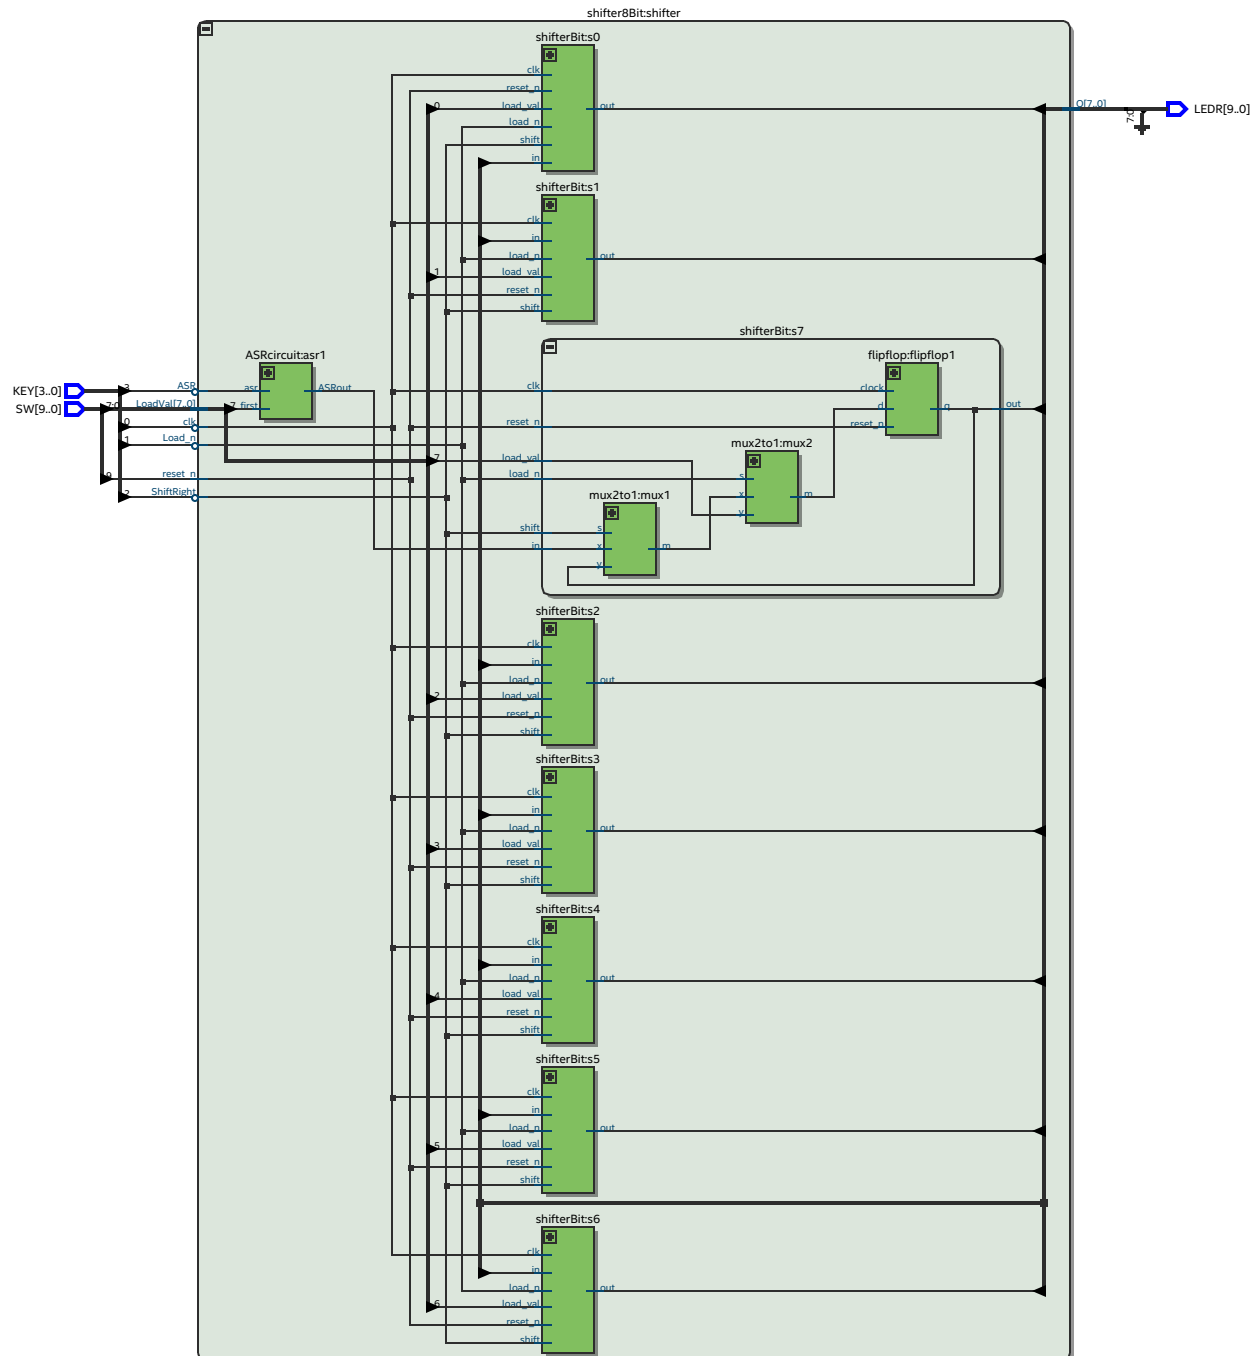 shifter8Bit:shifter
shifterBit:s0
clk
reset_n
load_val
0
out
load_n
shift
in
Q[7..0]
7:0
LEDR[9..0]
shifterBit:s1
clk
in
load_n
out
1
load_val
reset_n
shift
shifterBit:s7
ASRcircuit:asr1
flipflop:flipflop1
KEY[3..0]
3
ASR
asr
ASRout
clk
clock
SW[9..0]
7:0
LoadVal[7..0]
7
first
d
q
out
0
clk
reset_n
reset_n
1
Load_n
mux2to1:mux2
7
load_val
9
reset_n
load_n
s
2
ShiftRight
mux2to1:mux1
x
m
y
shift
s
in
x
m
y
shifterBit:s2
clk
in
load_n
out
2
load_val
reset_n
shift
shifterBit:s3
clk
in
load_n
out
3
load_val
reset_n
shift
shifterBit:s4
clk
in
load_n
out
4
load_val
reset_n
shift
shifterBit:s5
clk
in
load_n
out
5
load_val
reset_n
shift
shifterBit:s6
clk
in
load_n
out
6
load_val
reset_n
shift